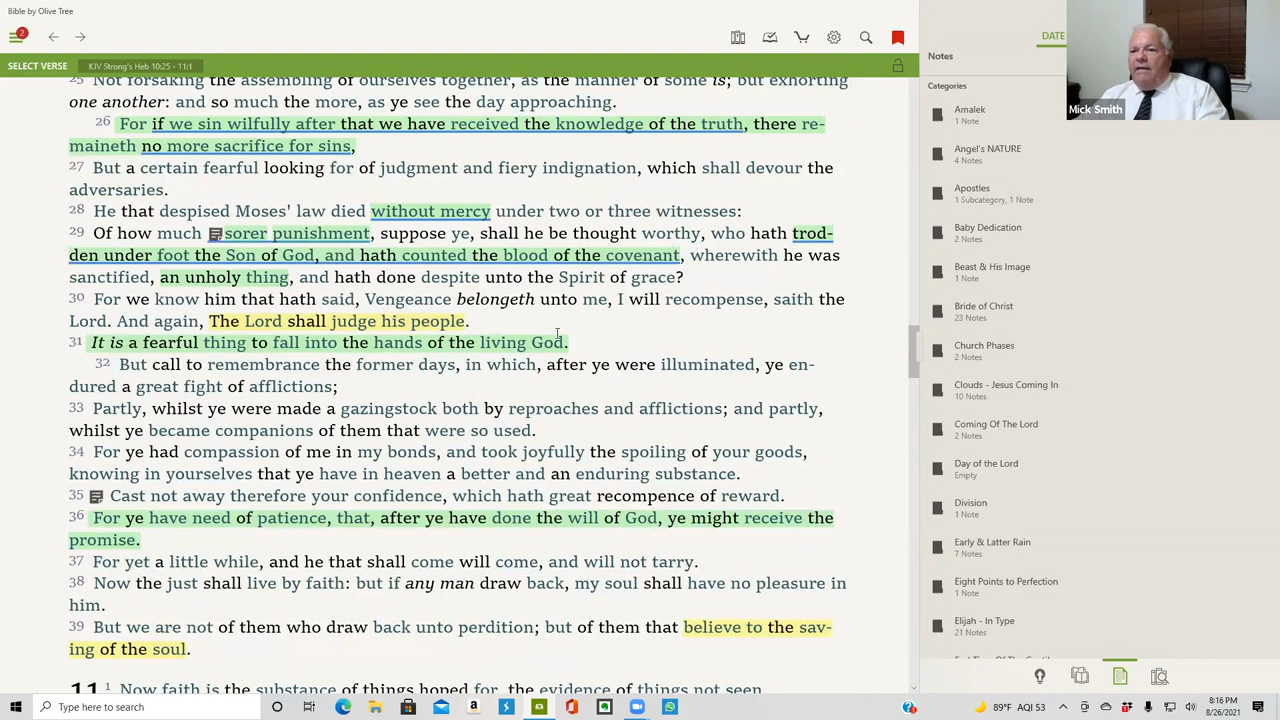 Bible by Olive Tree
2
SELECT VERSE KJV Strong's Heb 10:25 - 11:1
25 Not forsaking the assembling of ourselves together, as the manner of some is; but exhorting
one another: and so much the more, as ye see the day approaching.
26 For if we sin wilfully after that we have received the knowledge of the truth, there re-
maineth no more sacrifice for sins,
27 But a certain fearful looking for of judgment and fiery indignation, which shall devour the
adversaries.
28 He that despised Moses' law died without mercy under two or three witnesses:
29 Of how much sorer punishment, suppose ye, shall he be thought worthy, who hath trod-
den under foot the Son of God, and hath counted the blood of the covenant, wherewith he was
sanctified, an unholy thing, and hath done despite unto the Spirit of grace?
30 For we know him that hath said, Vengeance belongeth unto me, I will recompense, saith the
Lord. And again, The Lord shall judge his people.
31 It is a fearful thing to fall into the hands of the living God.
32 But call to remembrance the former days, in which, after ye were illuminated, ye en-
dured a great fight of afflictions;
33 Partly, whilst ye were made a gazingstock both by reproaches and afflictions; and partly,
whilst ye became companions of them that were so used.
34 For ye had compassion of me in my bonds, and took joyfully the spoiling of your goods,
knowing in yourselves that ye have in heaven a better and an enduring substance.
35 Cast not away therefore your confidence, which hath great recompence of reward.
36 For ye have need of patience, that, after ye have done the will of God, ye might receive the
promise.
37 For yet a little while, and he that shall come will come, and will not tarry.
38 Now the just shall live by faith: but if any man draw back, my soul shall have no pleasure in
him.
39 But we are not of them who draw back unto perdition; but of them that believe to the sav-
ing of the soul.
11 1 Now faith is the substance of things hoped for, the evidence of things not seen
DATE
Notes
Mick Smith
Categories
Amalek
1 Note
Angel's NATURE
4 Notes
Apostles
1 Subcategory, 1 Note
Baby Dedication
2 Notes
Beast & His Image
1 Note
Bride of Christ
23 Notes
Church Phases
2 Notes
Clouds - Jesus Coming In
10 Notes
Coming Of The Lord
2 Notes
Day of the Lord
Empty
Division
1 Note
Early & Latter Rain
7 Notes
Eight Points to Perfection
1 Note
Elijah - In Type
21 Notes
Type here to search
89°F AQI 53
8:16 PM
8/26/2021